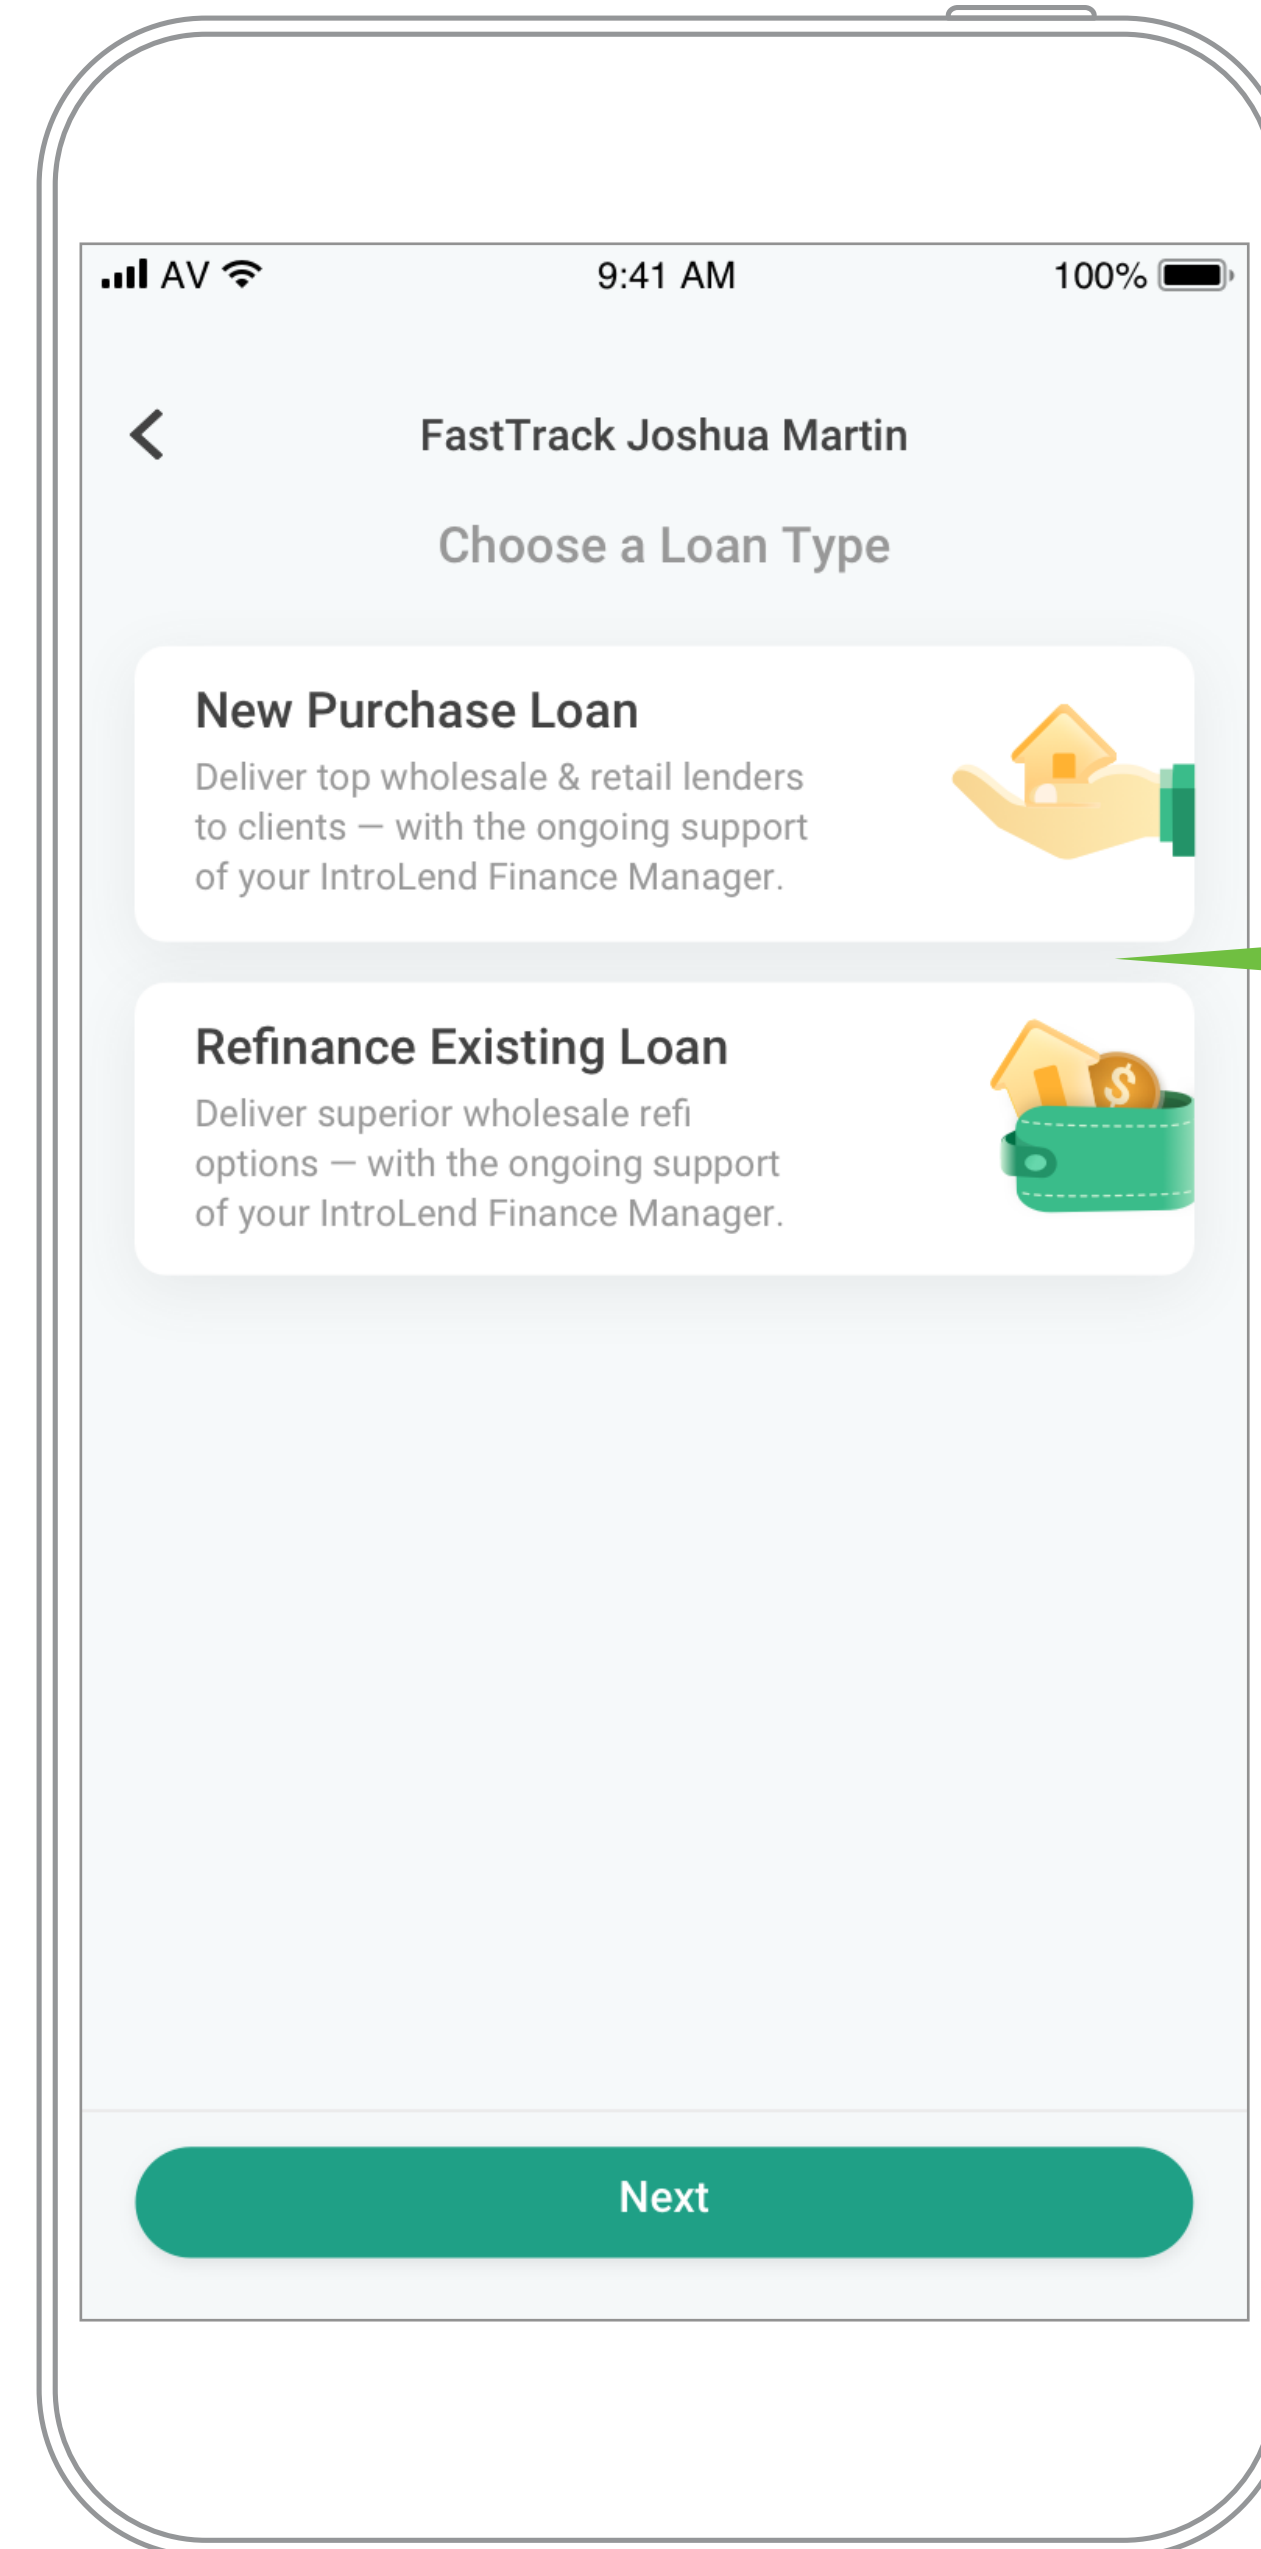 AV 9:41 AM 100%
FastTrack Joshua Martin
Choose a Loan Type
New Purchase Loan
Deliver top wholesale & retail lenders
to clients — with the ongoing support
of your IntroLend Finance Manager.
Refinance Existing Loan
Deliver superior wholesale refi
options — with the ongoing support
of your IntroLend Finance Manager.
$
Next